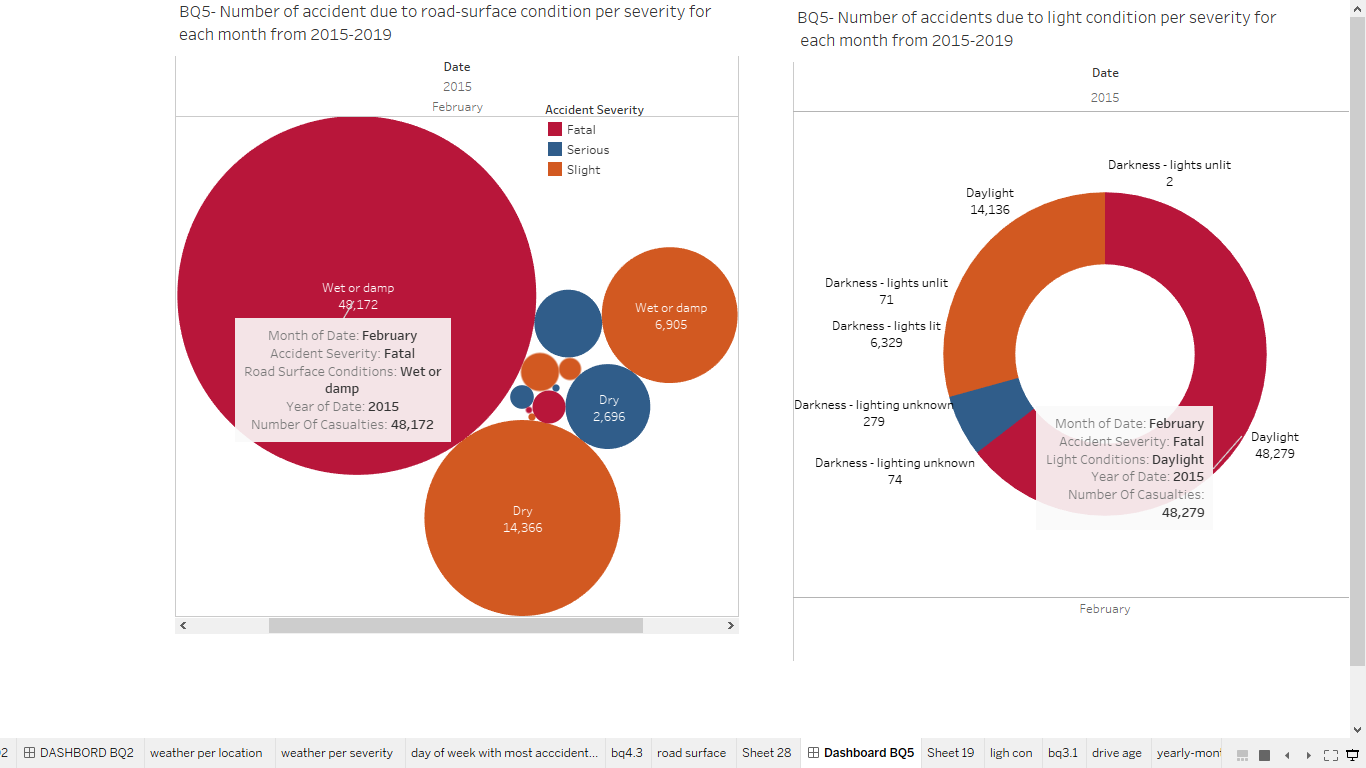 BQ5- Number of accident due to road-surface condition per severity for
each month from 2015-2019
Date
2015
February
Accident Severity
Fatal
Serious
Slight
Wet or damp
48,172
Month of Date: February
Accident Severity: Fatal
Road Surface Conditions: Wet or
damp
Year of Date: 2015
Number Of Casualties: 48,172
Wet or damp
6,905
Dry
2,696
Dry
14,366
BQ5- Number of accidents due to light condition per severity for
each month from 2015-2019
Date
2015
Darkness - lights unlit
2
Daylight
14,136
Darkness - lights unlit
71
Darkness - lights lit
6,329
Darkness - lighting unknown
279
Darkness - lighting unknown
74
Daylight
48,279
Month of Date: February
Accident Severity: Fatal
Light Conditions: Daylight
Year of Date: 2015
Number Of Casualties:
48,279
February
DASHBORD BQ2
weather per location
weather per severity
day of week with most acccident...
bq4.3
road surface
Sheet 28
Dashboard BQ5
Sheet 19
ligh con
bq3.1
drive age